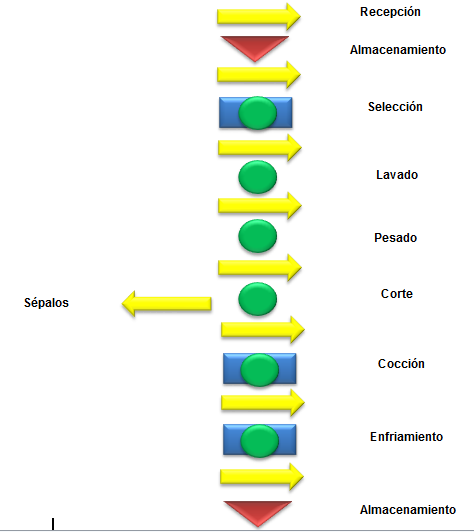 Recepción
Almacenamiento
Selección
Lavado
Pesado
Corte
Sépalos
Cocción
Enfriamiento
Almacenamiento